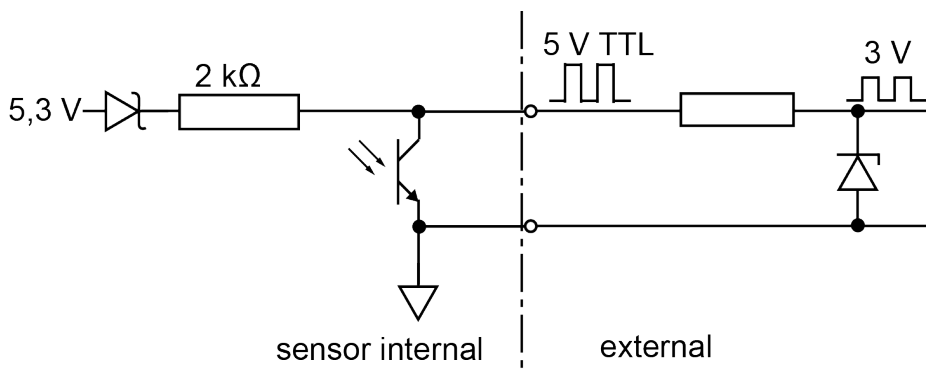 5 V TTL
3 V
2 kΩ
5,3 V
sensor internal
external